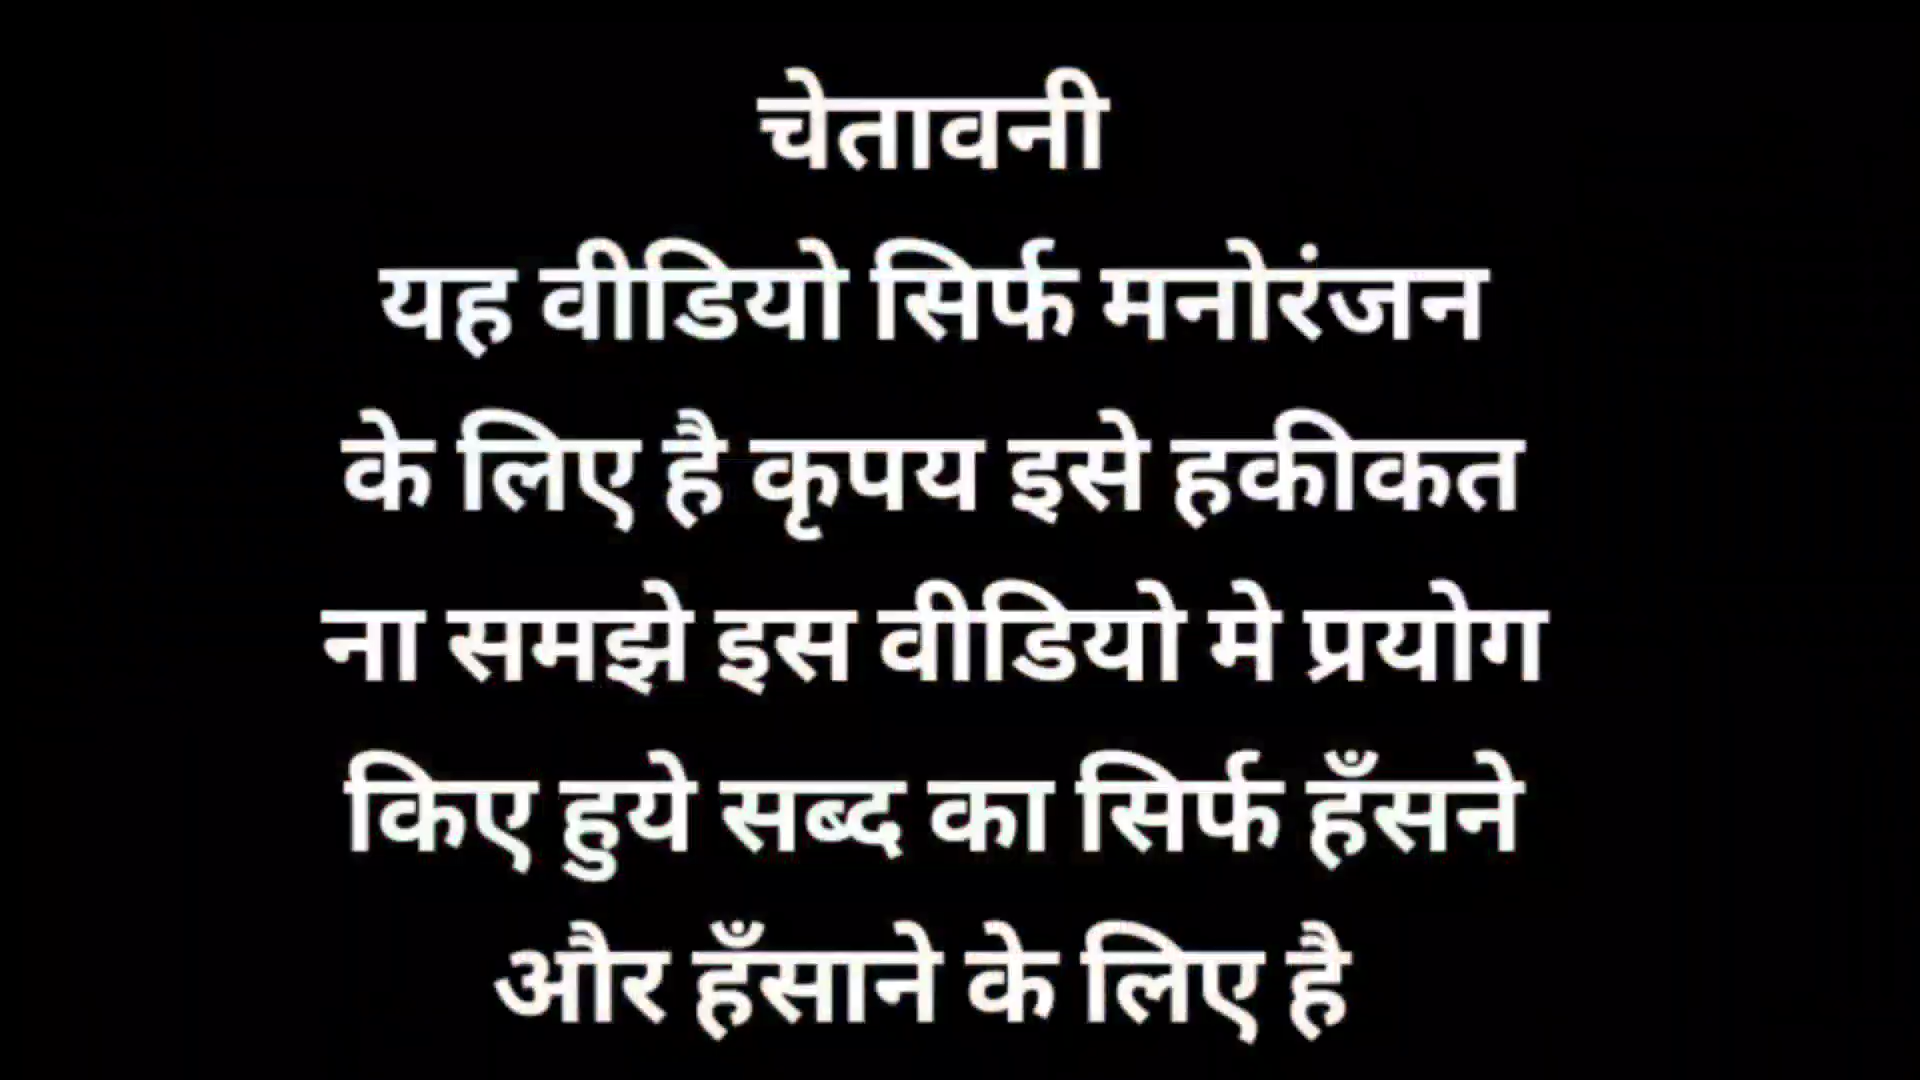 चेतावनी
यह वीडियो सिर्फ मनोरंजन
के लिए है कृपय इसे हकीकत
ना समझे इस वीडियो मे प्रयोग
किए हुये सब्द का सिर्फ हँसने
और हँसाने के लिए है